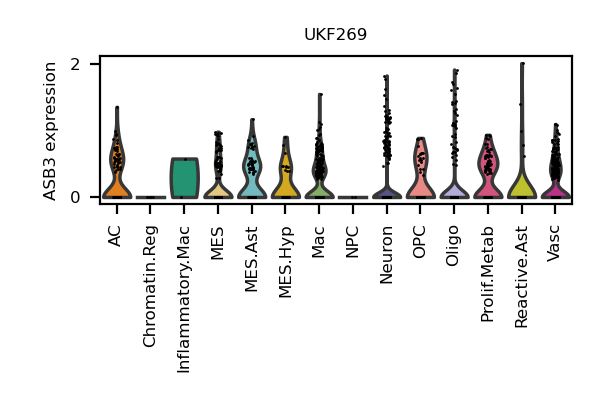 UKF269
ASB3 expression
2
0
AC
Chromatin.Reg
Inflammatory.Mac
MES
MES.Ast
MES.Hyp
Mac
NPC
Neuron
OPC
Oligo
Prolif.Metab
Reactive.Ast
Vasc